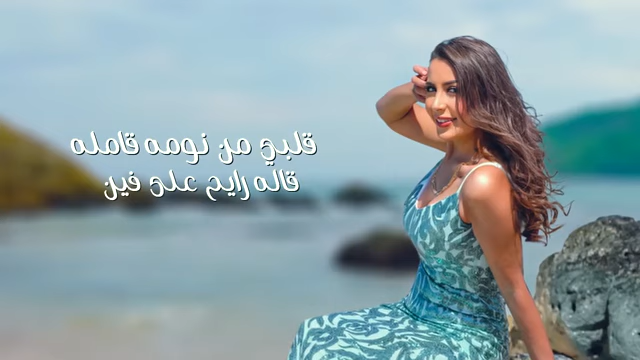 قلبي من نومه قامله
قاله رايح على فين